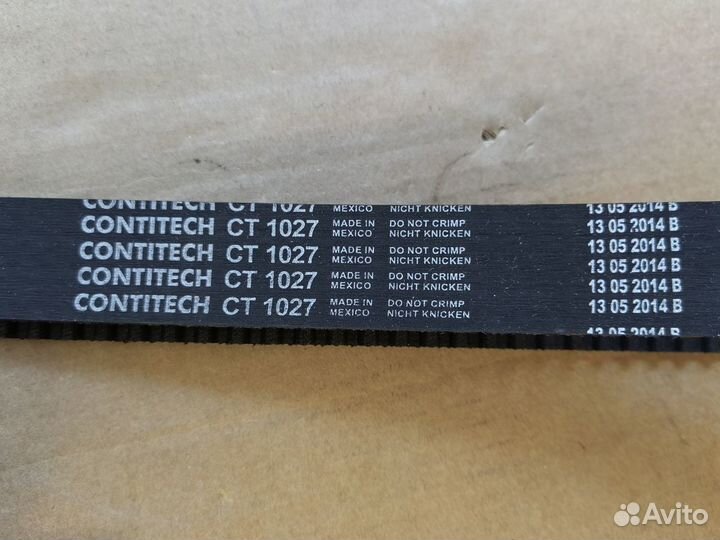 CONTITECH CT 1027 MADE IN MEXICO NICHT KNICKEN 13 05 2014 B
CONTITECH CT 1027 MADE IN MEXICO DO NOT CRIMP NICHT KNICKEN 13 05 2014 B
CONTITECH CT 1027 MADE IN MEXICO DO NOT CRIMP NICHT KNICKEN 13 05 2014 B
CONTITECH CT 1027 MADE IN MEXICO DO NOT CRIMP NICHT KNICKEN 13 05 2014 B
CONTITECH CT 1027 MADE IN MEXICO DO NOT CRIMP NICHT KNICKEN 13 05 2014 B
13 05 2014 B
Avito